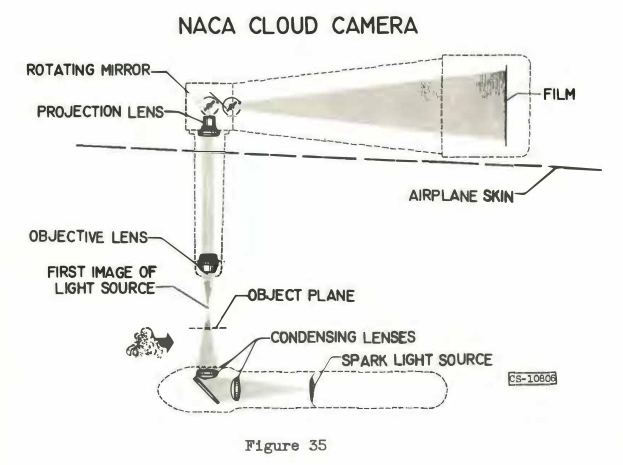 NACA CLOUD CAMERA
ROTATING MIRROR
PROJECTION LENS
FILM
AIRPLANE SKIN
OBJECTIVE LENS
FIRST IMAGE OF
LIGHT SOURCE
OBJECT PLANE
CONDENSING LENSES
SPARK LIGHT SOURCE
CS-10806
Figure 35